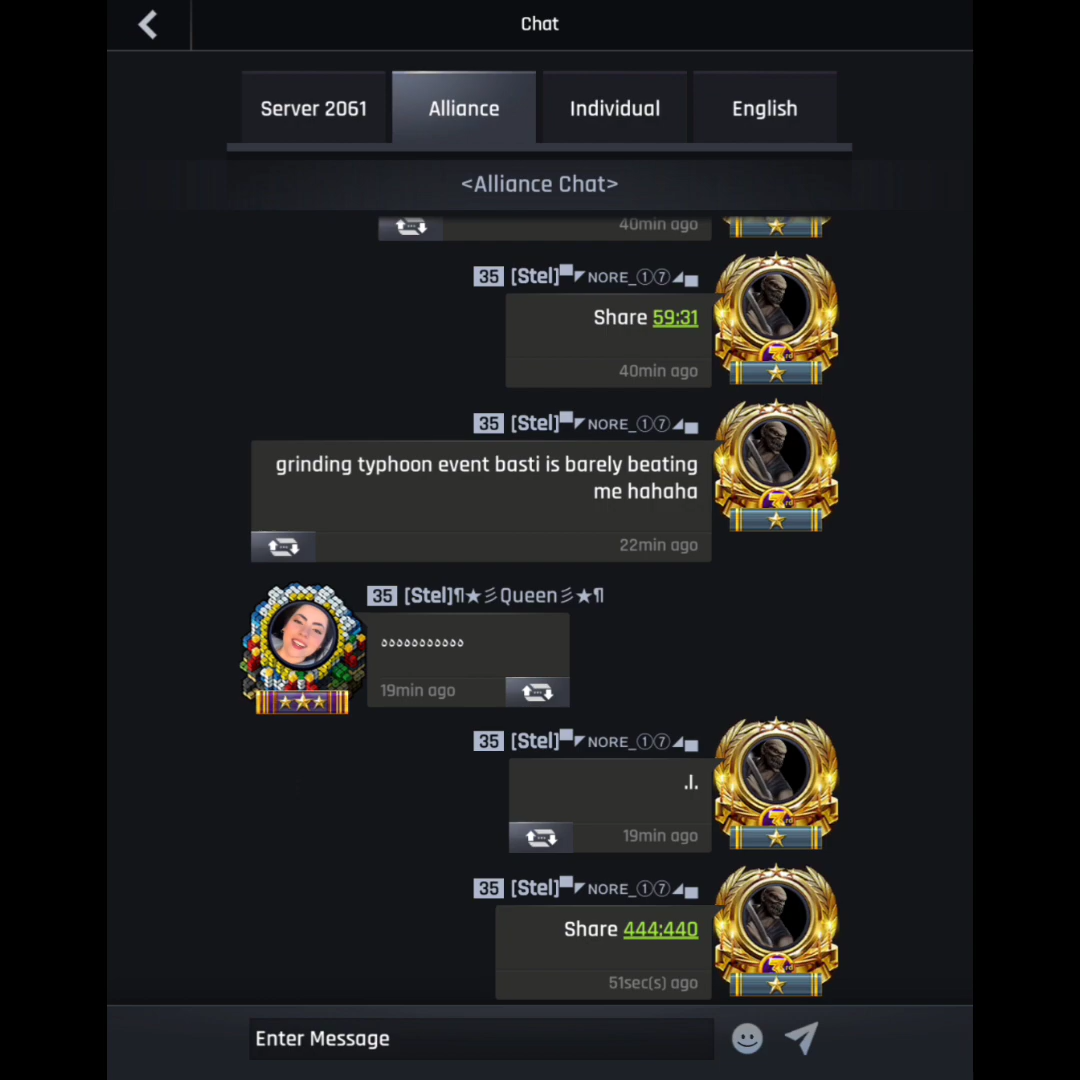 Chat
Server 2061
Alliance
Individual
English
<Alliance Chat>
40min ago
35 [Stel]▀◤NORE_①⑦◢▄
Share 59:31
40min ago
35 [Stel]▀◤NORE_①⑦◢▄
grinding typhoon event basti is barely beating
me hahaha
22min ago
35 [Stel]¶★彡Queen彡★¶
ააააააააააა
19min ago
35 [Stel]▀◤NORE_①⑦◢▄
.I.
19min ago
35 [Stel]▀◤NORE_①⑦◢▄
Share 444:440
51sec(s) ago
Enter Message